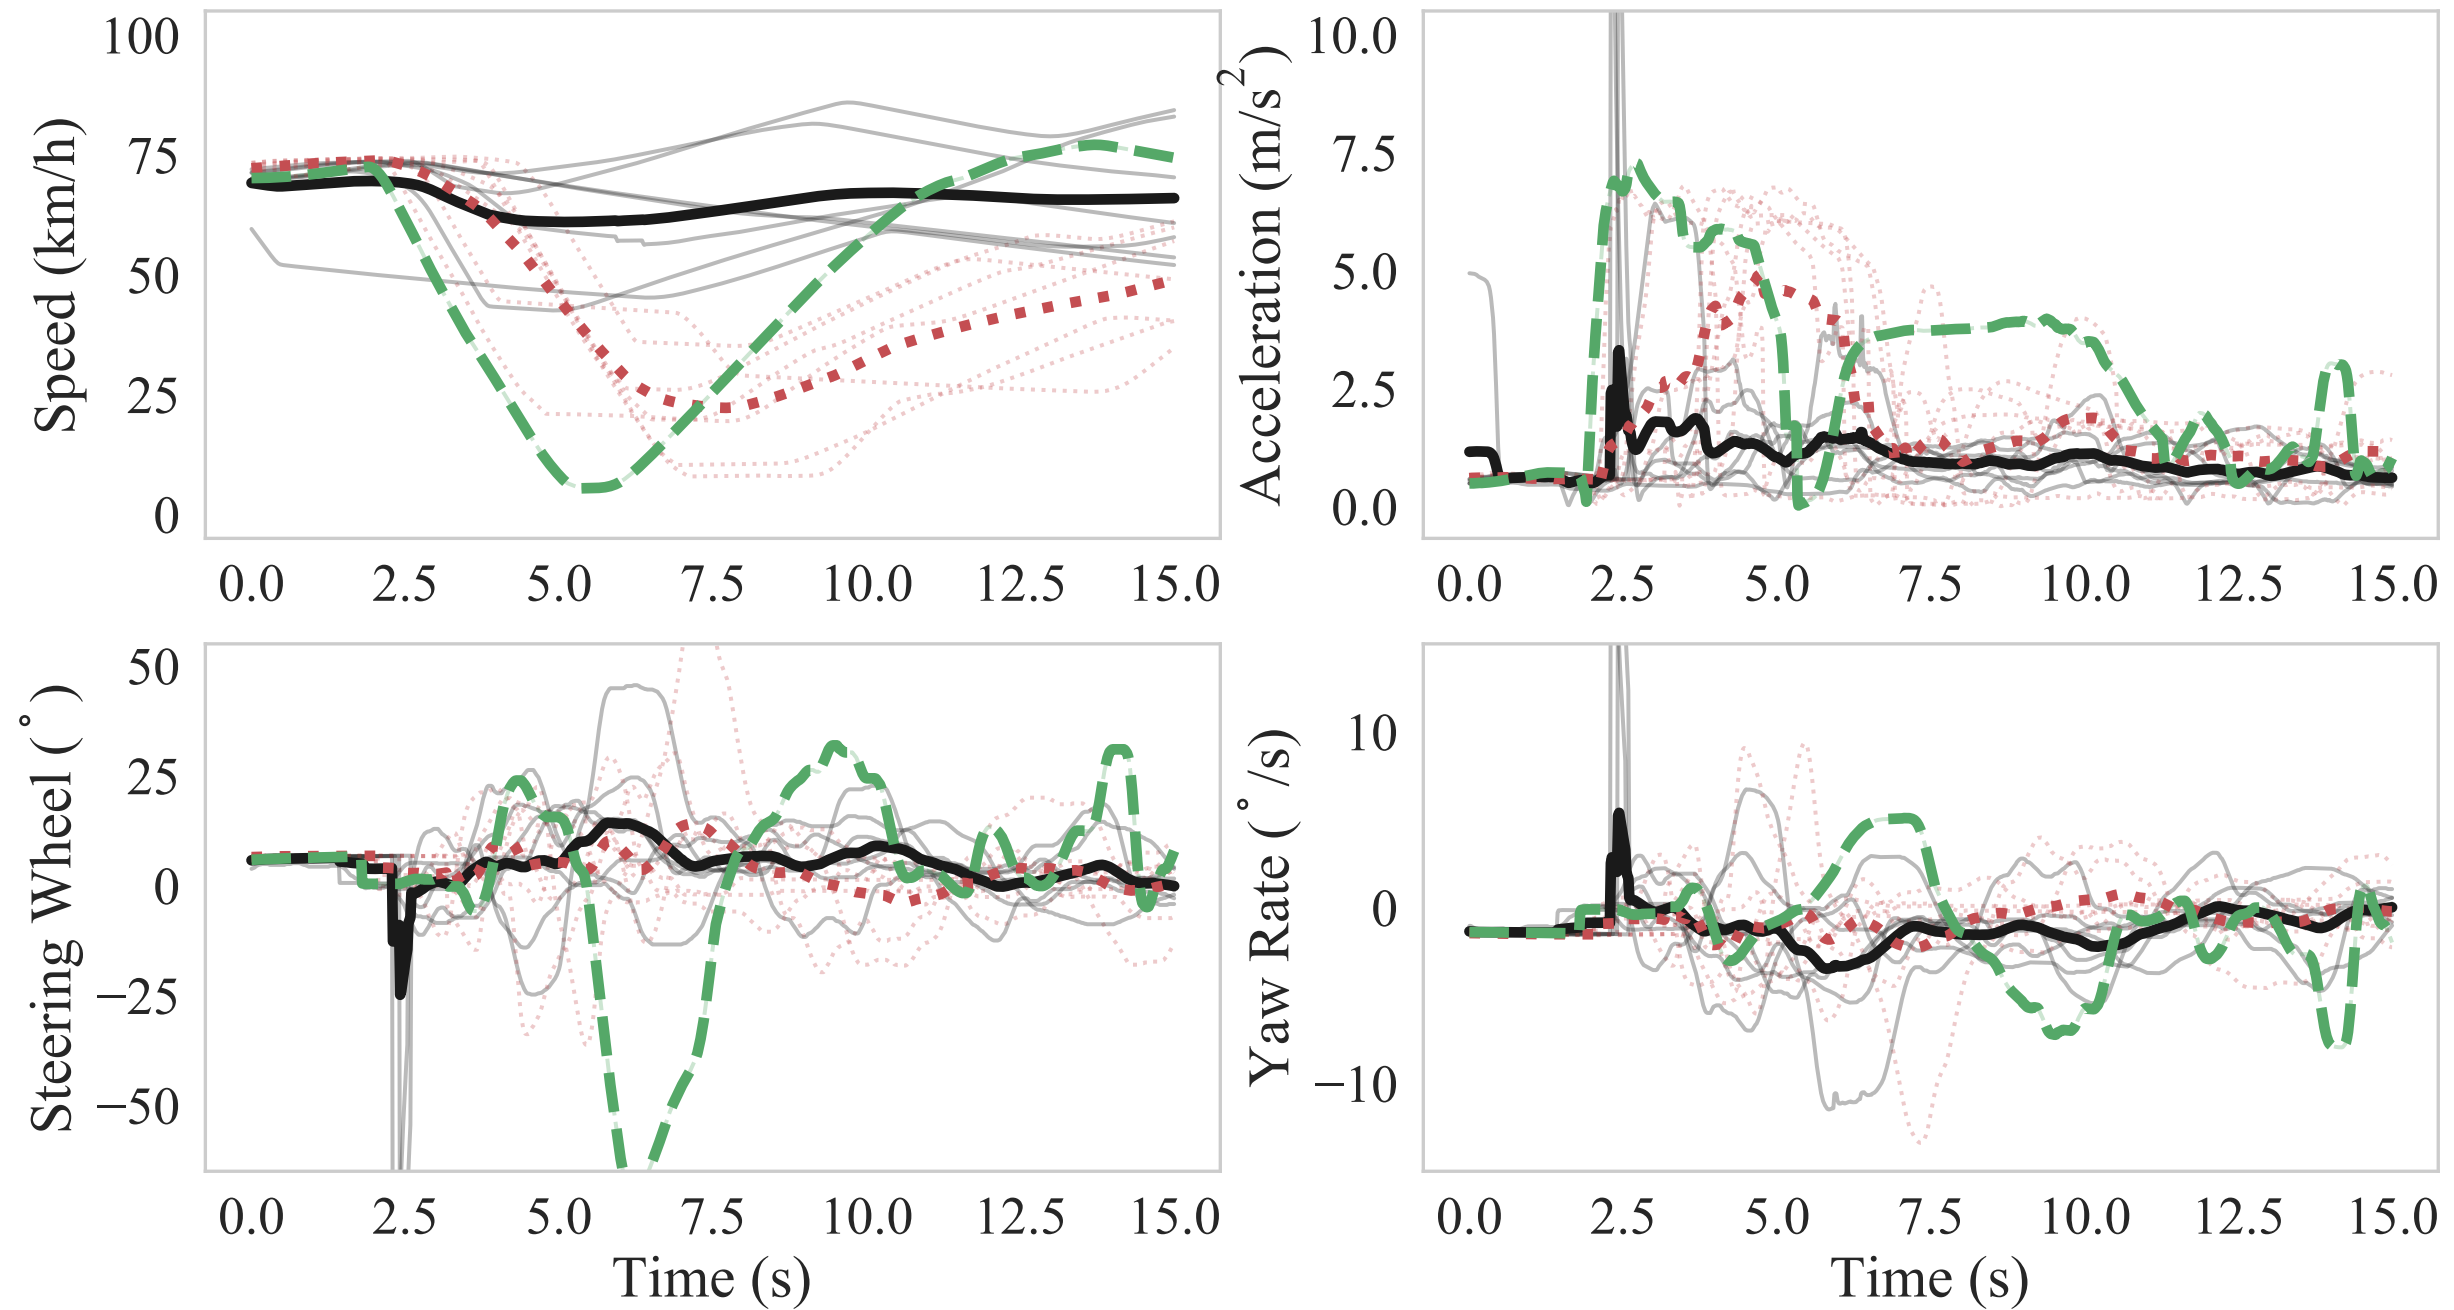 Speed (km/h)
100
75
50
25
0
0.0 2.5 5.0 7.5 10.0 12.5 15.0
Acceleration (m/s²)
10.0
7.5
5.0
2.5
0.0
0.0 2.5 5.0 7.5 10.0 12.5 15.0
Steering Wheel (°)
50
25
0
−25
−50
0.0 2.5 5.0 7.5 10.0 12.5 15.0
Time (s)
Yaw Rate (°/s)
10
0
−10
0.0 2.5 5.0 7.5 10.0 12.5 15.0
Time (s)